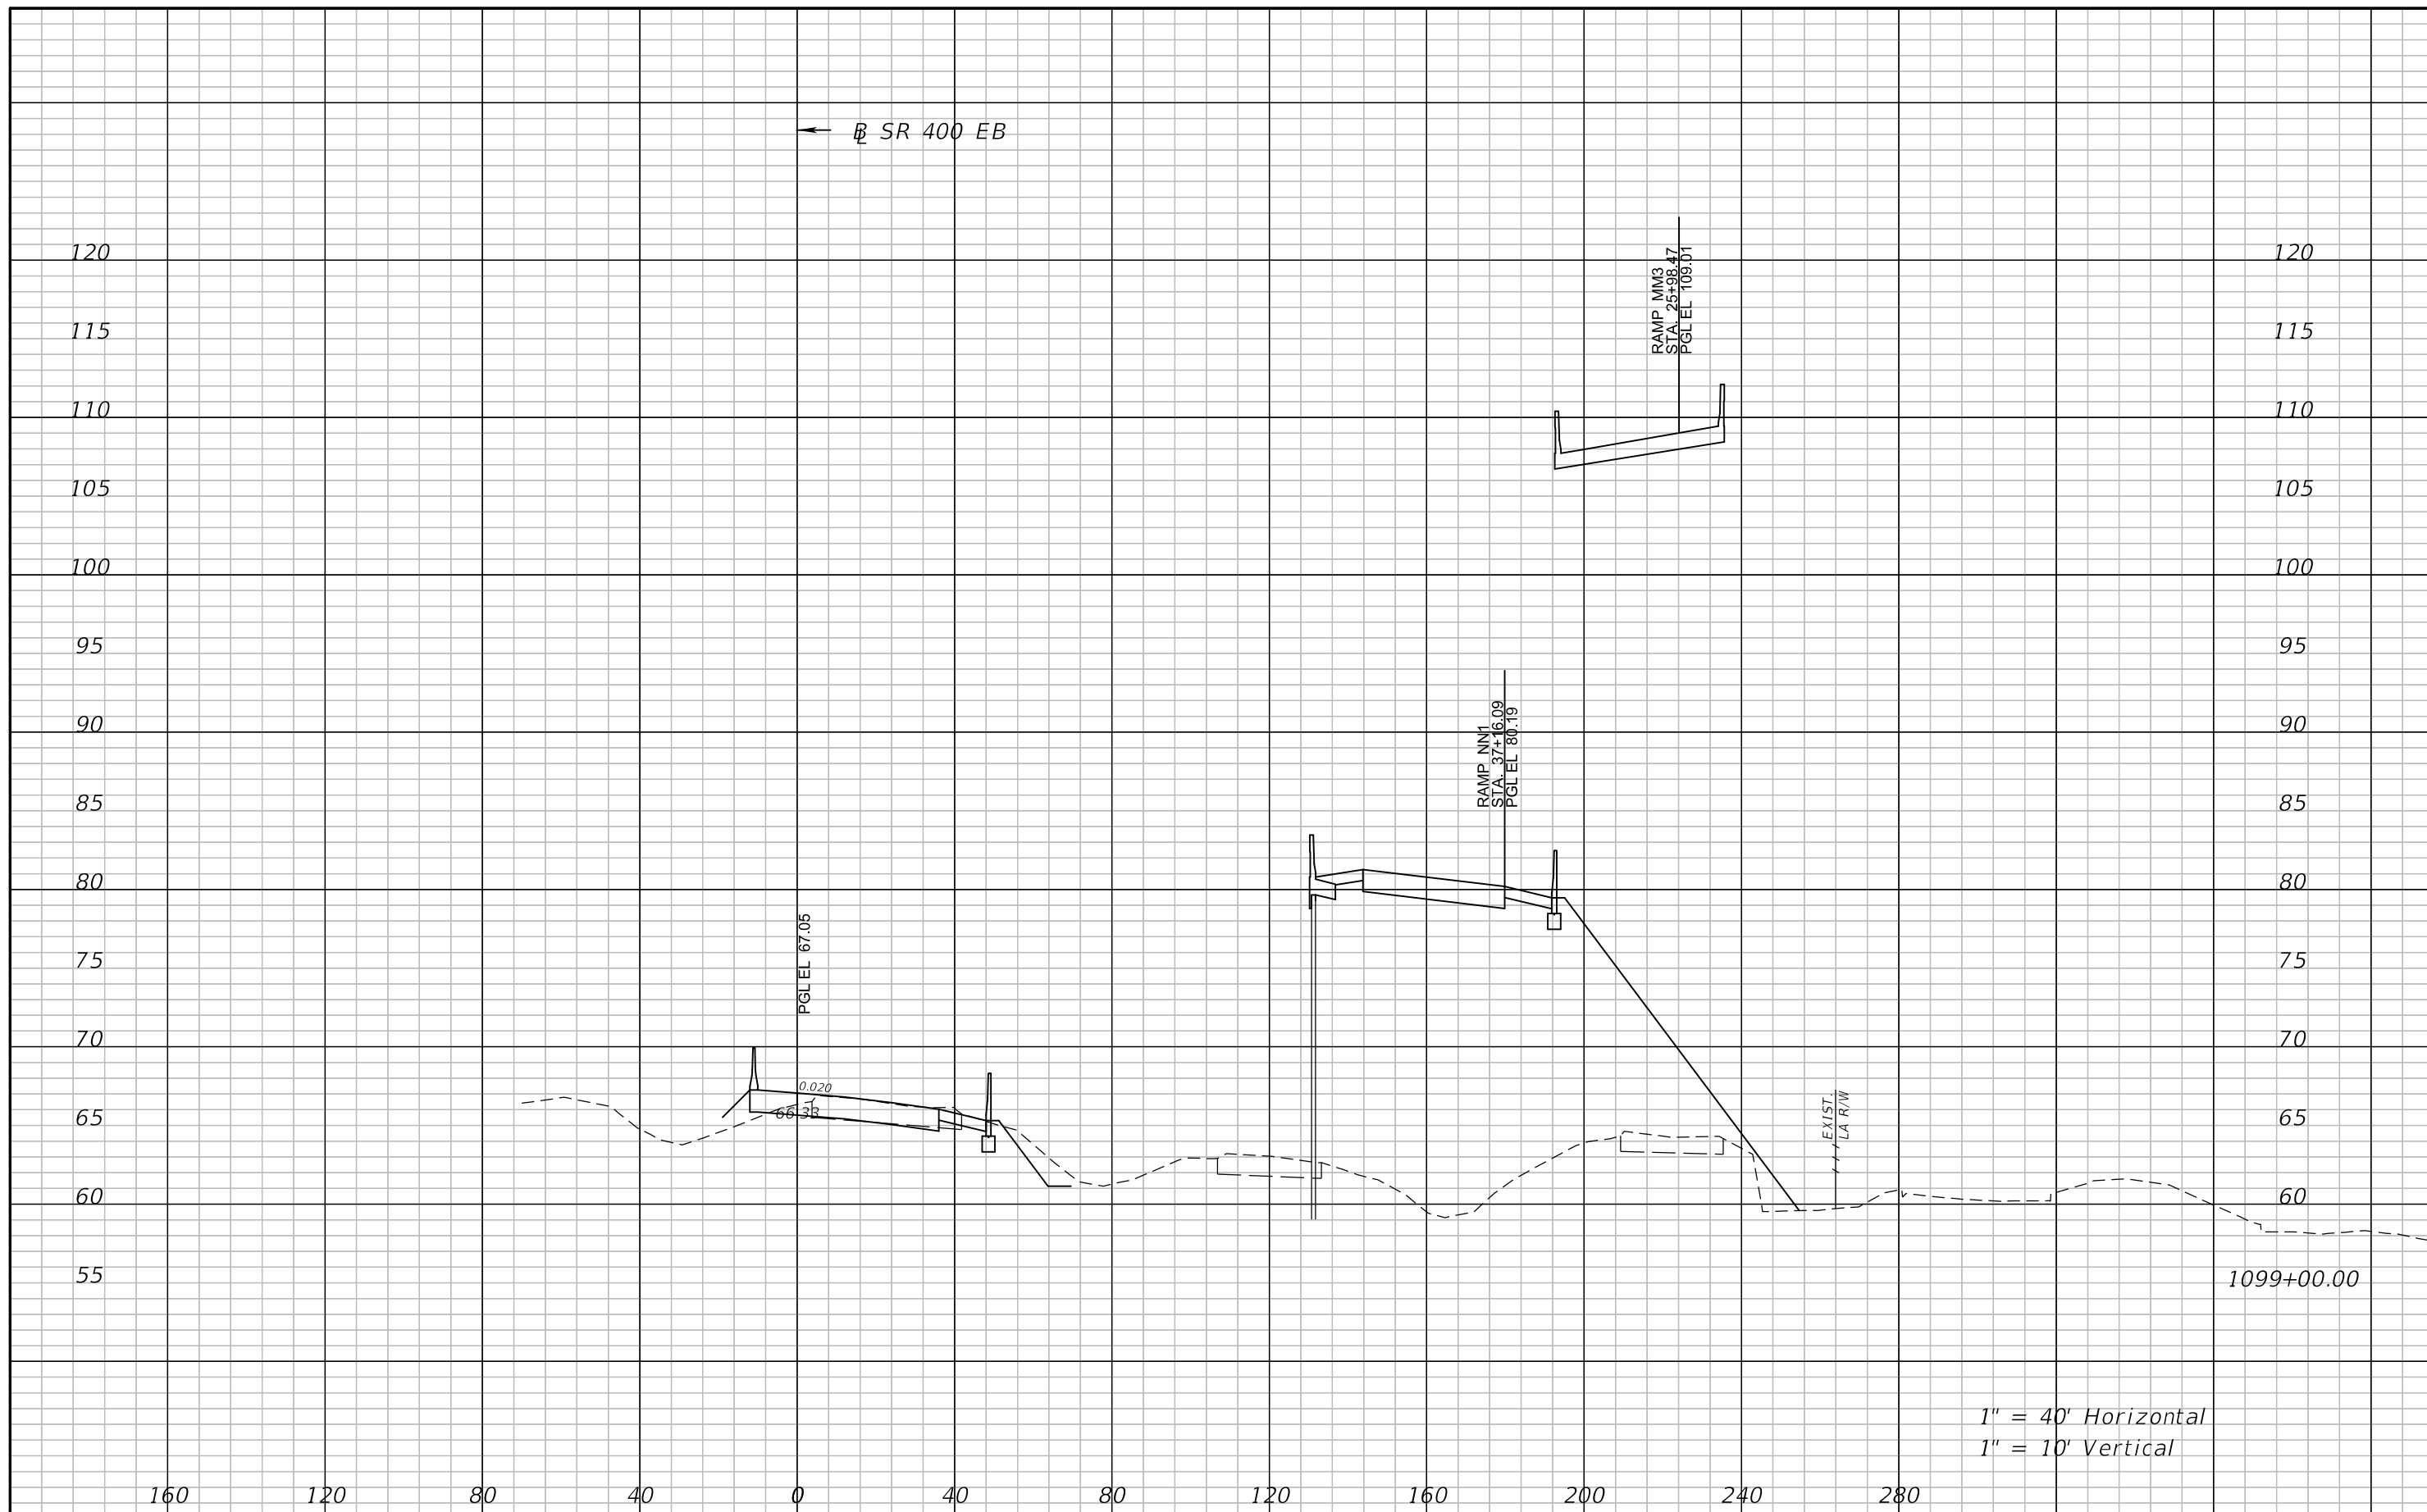 BL SR 400 EB
RAMP MM3
STA. 25+98.47
PGL EL 109.01
120 120
115 115
110 110
105 105
100 100
95 95
RAMP NN1
STA. 37+16.09
PGL EL 80.19
90 90
85 85
80 80
PGL EL 67.05
75 75
70 70
0.020
66.33
EXIST.
LA R/W
65 65
60 60
55 1099+00.00
1" = 40' Horizontal
1" = 10' Vertical
160 120 80 40 0 40 80 120 160 200 240 280